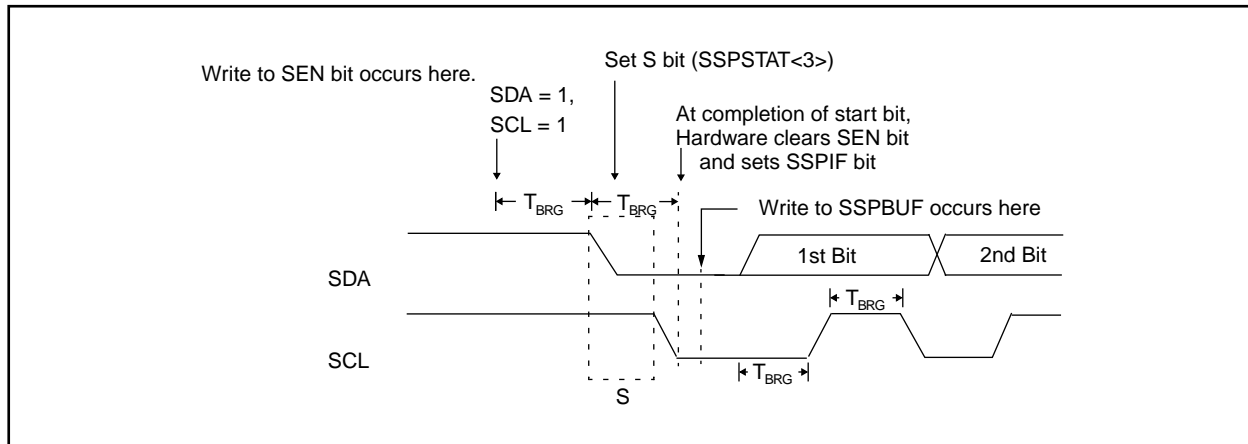 Write to SEN bit occurs here.
Set S bit (SSPSTAT<3>)
SDA = 1,
SCL = 1
At completion of start bit,
Hardware clears SEN bit
and sets SSPIF bit
TBRG
TBRG
Write to SSPBUF occurs here
SDA
1st Bit
2nd Bit
TBRG
SCL
TBRG
S